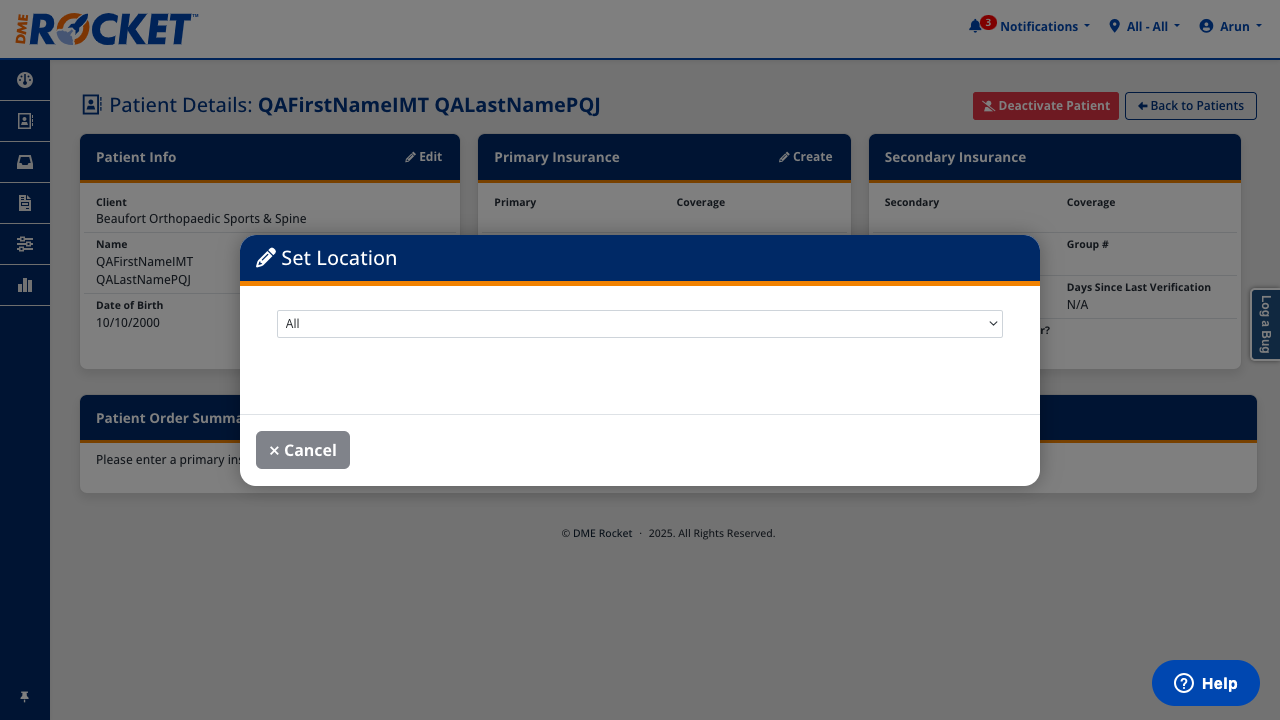 DME ROCKET™
3 Notifications
All - All
Arun
Patient Details: QAFirstNameIMT QALastNamePQJ
Deactivate Patient
Back to Patients
Patient Info
Edit
Primary Insurance
Create
Secondary Insurance
Client
Beaufort Orthopaedic Sports & Spine
Primary
Coverage
Secondary
Coverage
Name
QAFirstNameIMT
QALastNamePQJ
Group #
Date of Birth
10/10/2000
Days Since Last Verification
N/A
r?
Set Location
All
× Cancel
Patient Order Summa
Please enter a primary ins
Log a Bug
© DME Rocket · 2025. All Rights Reserved.
Help